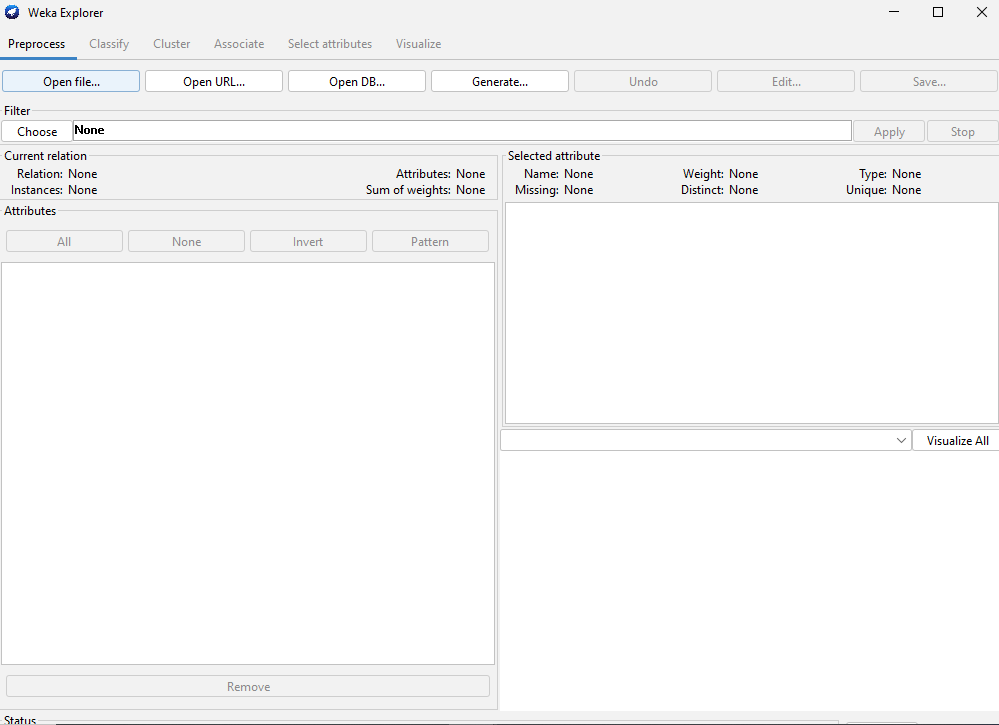 Weka Explorer
Preprocess Classify Cluster Associate Select attributes Visualize
Open file... Open URL... Open DB... Generate... Undo Edit... Save...
Filter
Choose None Apply Stop
Current relation
Relation: None Attributes: None
Instances: None Sum of weights: None
Attributes
All None Invert Pattern
Remove
Selected attribute
Name: None Weight: None Type: None
Missing: None Distinct: None Unique: None
Visualize All
Status